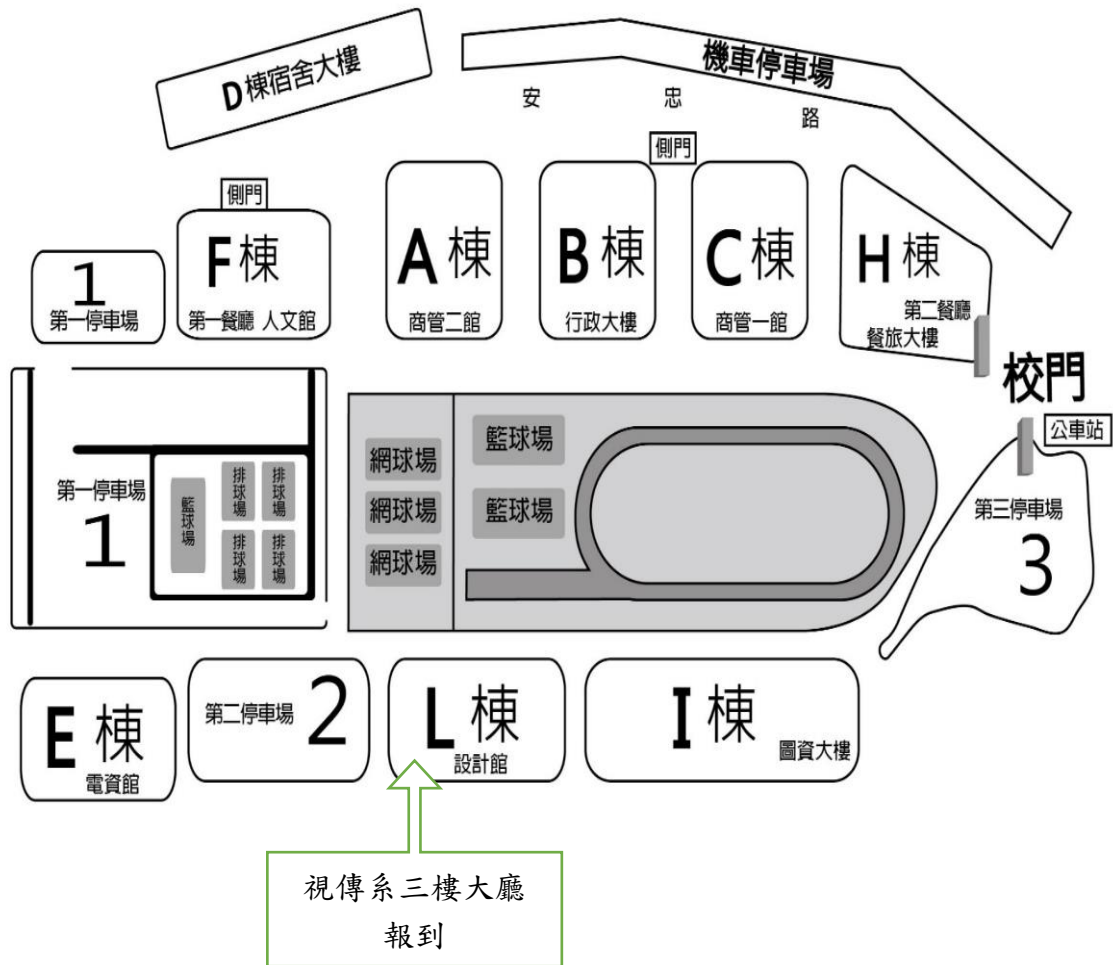 D棟宿舍大樓
機車停車場
安 忠 路
側門
側門
F棟
第一餐廳 人文館
A棟
商管二館
B棟
行政大樓
C棟
商管一館
H棟
第二餐廳
餐旅大樓
1
第一停車場
校門
公車站
第一停車場
1
籃球場
排球場
排球場
排球場
排球場
網球場
網球場
網球場
籃球場
籃球場
第三停車場
3
E棟
電資館
第二停車場 2
L棟
設計館
I棟
圖資大樓
視傳系三樓大廳
報到